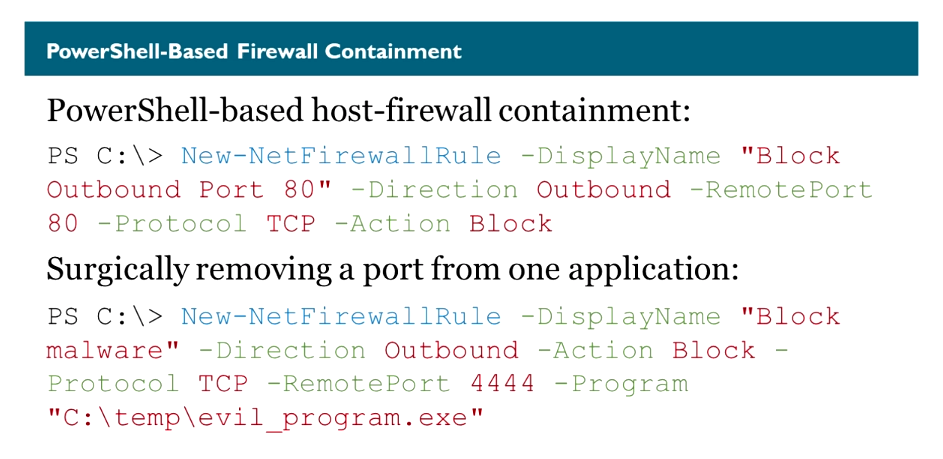 PowerShell-Based Firewall Containment
PowerShell-based host-firewall containment:
PS C:\> New-NetFirewallRule -DisplayName "Block
Outbound Port 80" -Direction Outbound -RemotePort
80 -Protocol TCP -Action Block
Surgically removing a port from one application:
PS C:\> New-NetFirewallRule -DisplayName "Block
malware" -Direction Outbound -Action Block -
Protocol TCP -RemotePort 4444 -Program
"C:\temp\evil_program.exe"